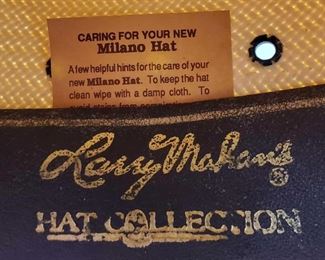 CARING FOR YOUR NEW
Milano Hat
A few helpful hints for the care of your
new Milano Hat. To keep the hat
clean wipe with a damp cloth. To
Larry Mahan's ®
HAT COLLECTION